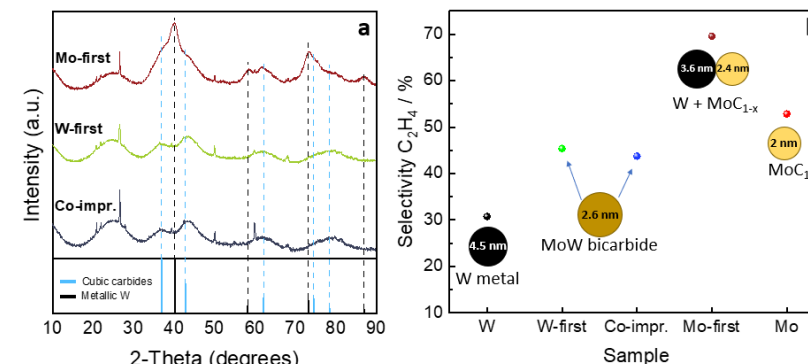 a
Mo-first
W-first
Co-impr.
Intensity (a.u.)
Cubic carbides
Metallic W
10 20 30 40 50 60 70 80 90
2-Theta (degrees)
70
60
50
40
30
20
10
Selectivity C₂H₄ / %
3.6 nm 2.4 nm
W + MoC₁₋ₓ
2 nm
MoC₁
2.6 nm
MoW bicarbide
4.5 nm
W metal
W W-first Co-impr. Mo-first Mo
Sample